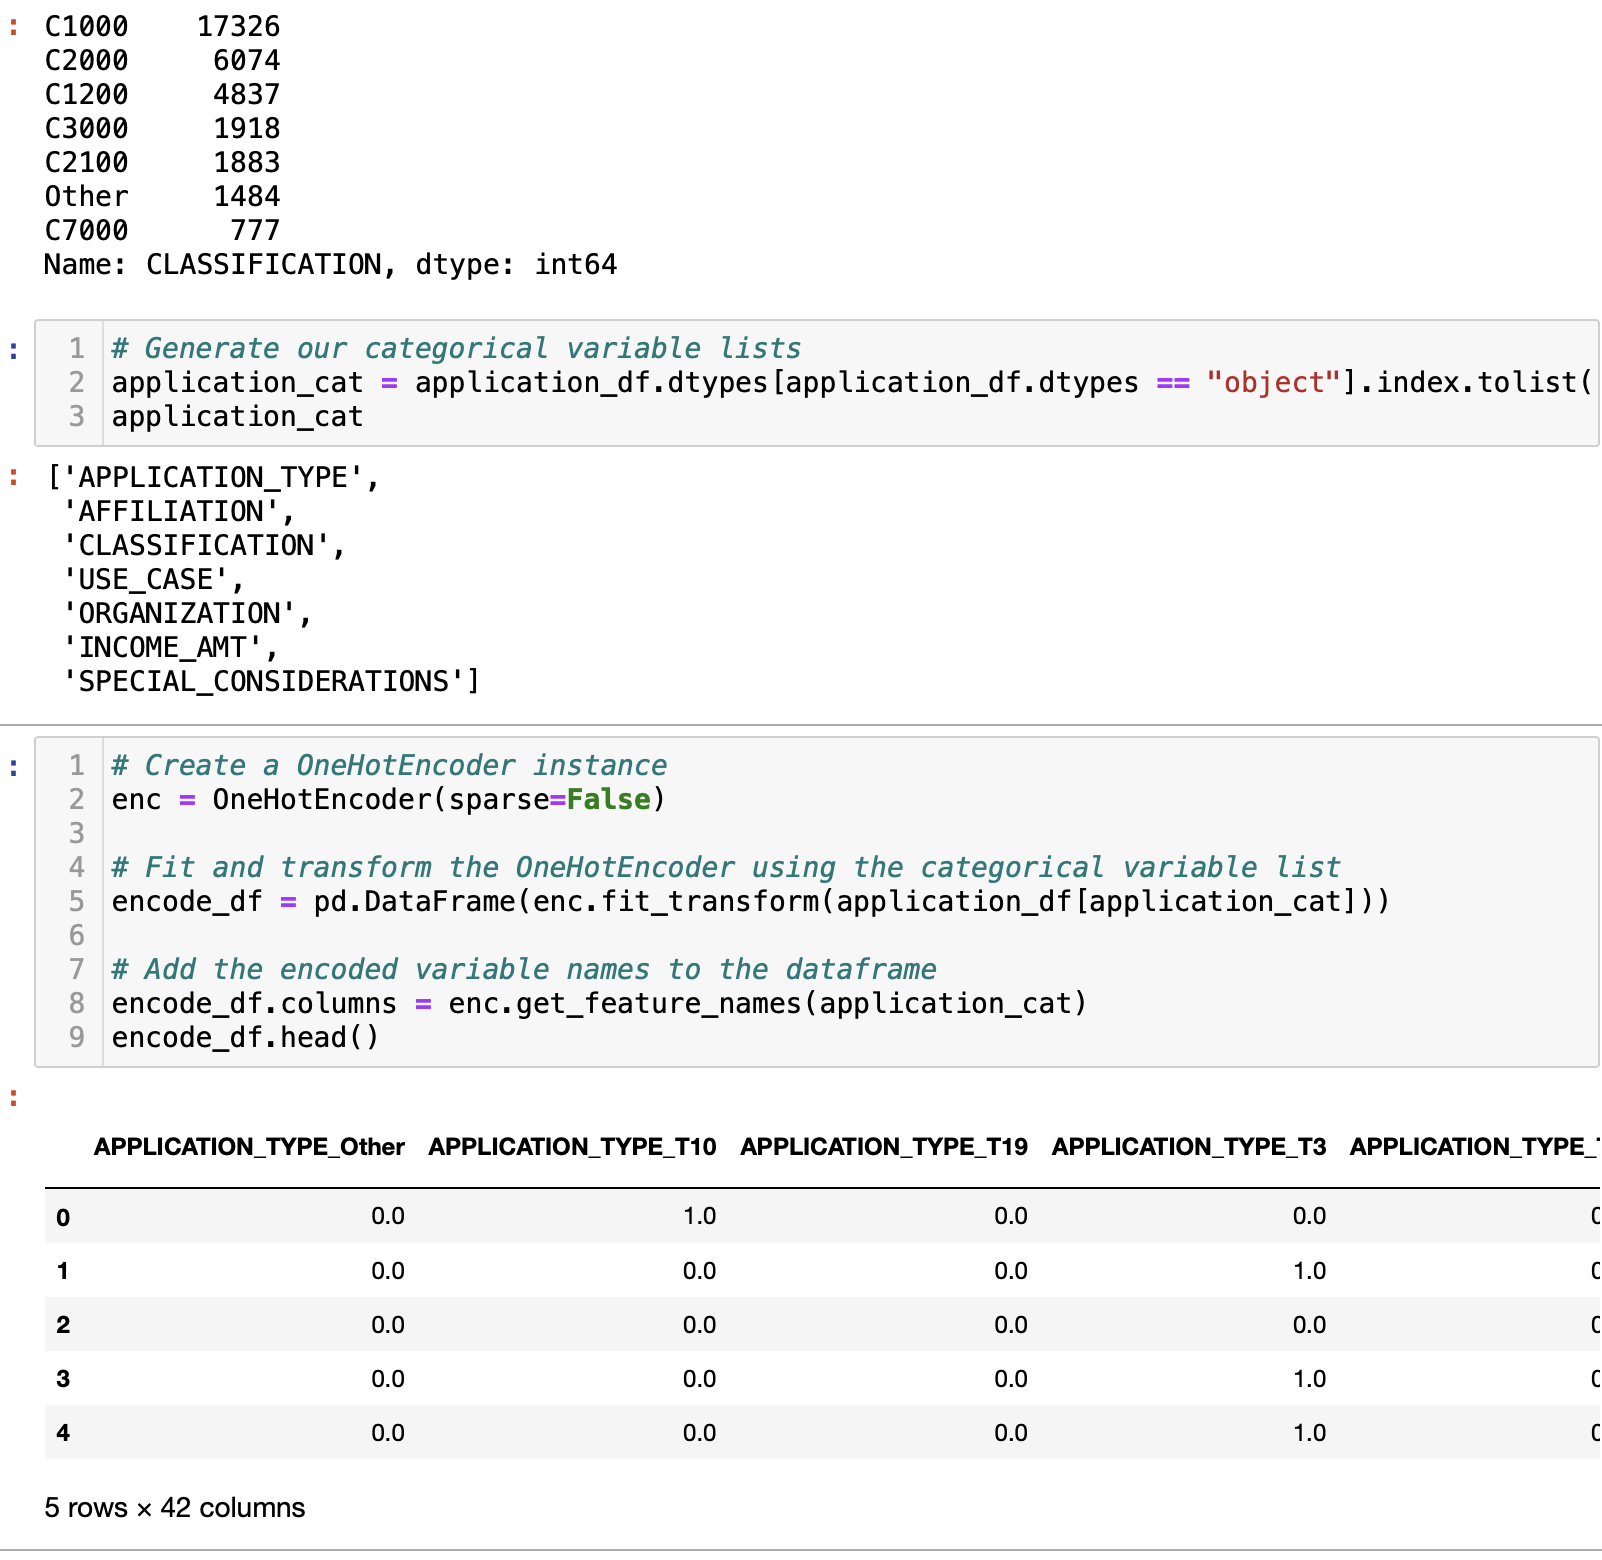 : C1000    17326
C2000     6074
C1200     4837
C3000     1918
C2100     1883
Other     1484
C7000      777
Name: CLASSIFICATION, dtype: int64
: 1 # Generate our categorical variable lists
2 application_cat = application_df.dtypes[application_df.dtypes == "object"].index.tolist(
3 application_cat
: ['APPLICATION_TYPE',
'AFFILIATION',
'CLASSIFICATION',
'USE_CASE',
'ORGANIZATION',
'INCOME_AMT',
'SPECIAL_CONSIDERATIONS']
: 1 # Create a OneHotEncoder instance
2 enc = OneHotEncoder(sparse=False)
3
4 # Fit and transform the OneHotEncoder using the categorical variable list
5 encode_df = pd.DataFrame(enc.fit_transform(application_df[application_cat]))
6
7 # Add the encoded variable names to the dataframe
8 encode_df.columns = enc.get_feature_names(application_cat)
9 encode_df.head()
:
APPLICATION_TYPE_Other APPLICATION_TYPE_T10 APPLICATION_TYPE_T19 APPLICATION_TYPE_T3 APPLICATION_TYPE_
0 0.0 1.0 0.0 0.0
1 0.0 0.0 0.0 1.0
2 0.0 0.0 0.0 0.0
3 0.0 0.0 0.0 1.0
4 0.0 0.0 0.0 1.0
5 rows × 42 columns